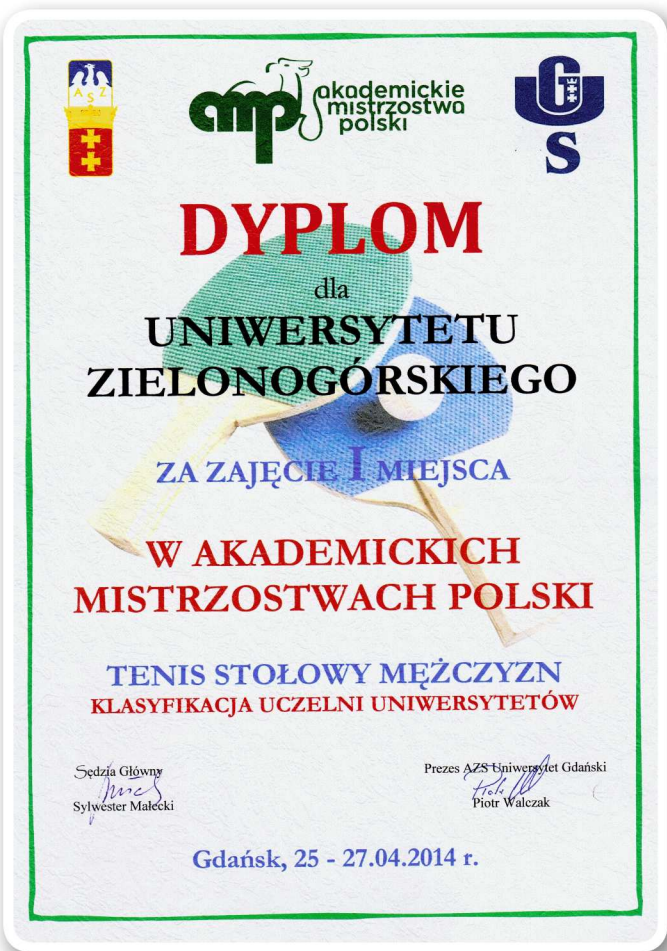 AZS
amp akademickie
mistrzostwa
polski
UG
S
DYPLOM
dla
UNIWERSYTETU
ZIELONOGÓRSKIEGO
ZA ZAJĘCIE I MIEJSCA
W AKADEMICKICH
MISTRZOSTWACH POLSKI
TENIS STOŁOWY MĘŻCZYZN
KLASYFIKACJA UCZELNI UNIWERSYTETÓW
Sędzia Główny
Sylwester Małecki
Prezes AZS Uniwersytet Gdański
Piotr Walczak
Gdańsk, 25 - 27.04.2014 r.